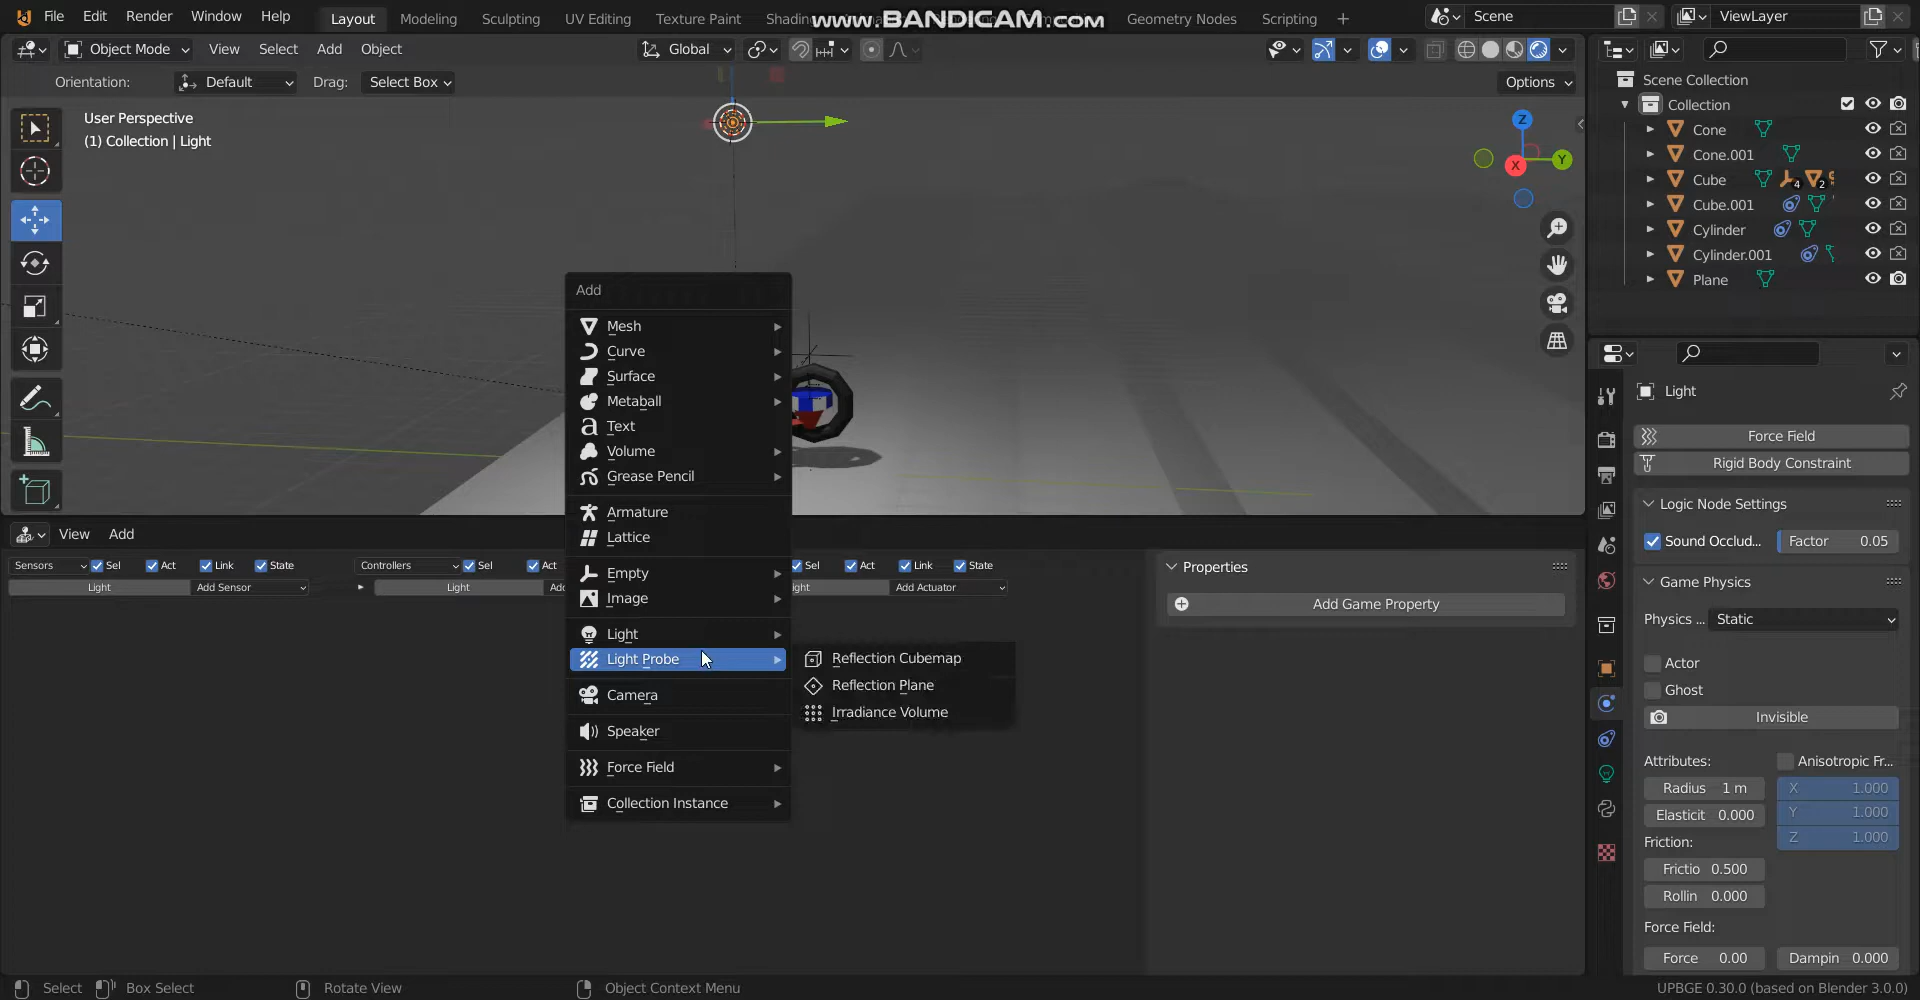 File Edit Render Window Help Layout Modeling Sculpting UV Editing Texture Paint Shadin www.BANDICAM.com Geometry Nodes Scripting Scene ViewLayer
Object Mode View Select Add Object Global
Orientation: Default Drag: Select Box Options
User Perspective
(1) Collection | Light
Z
X Y
Scene Collection
Collection
Cone
Cone.001
Cube 4 2
Cube.001
Cylinder
Cylinder.001
Plane
Add
Mesh
Curve
Surface
Metaball
Text
Volume
Grease Pencil
Armature
Lattice
Empty
Image
Light
Light Probe
Camera
Speaker
Force Field
Collection Instance
Reflection Cubemap
Reflection Plane
Irradiance Volume
View Add
Sensors Sel Act Link State Controllers Sel Act Sel Act Link State
Light Add Sensor Light Ad ight Add Actuator
Properties
Add Game Property
Light
Force Field
Rigid Body Constraint
Logic Node Settings
Sound Occlud... Factor 0.05
Game Physics
Physics ... Static
Actor
Ghost
Invisible
Attributes: Anisotropic Fr...
Radius 1 m X 1.000
Elasticit 0.000 Y 1.000
Z 1.000
Friction:
Frictio 0.500
Rollin 0.000
Force Field:
Force 0.00 Dampin 0.000
Select Box Select Rotate View Object Context Menu UPBGE 0.30.0 (based on Blender 3.0.0)